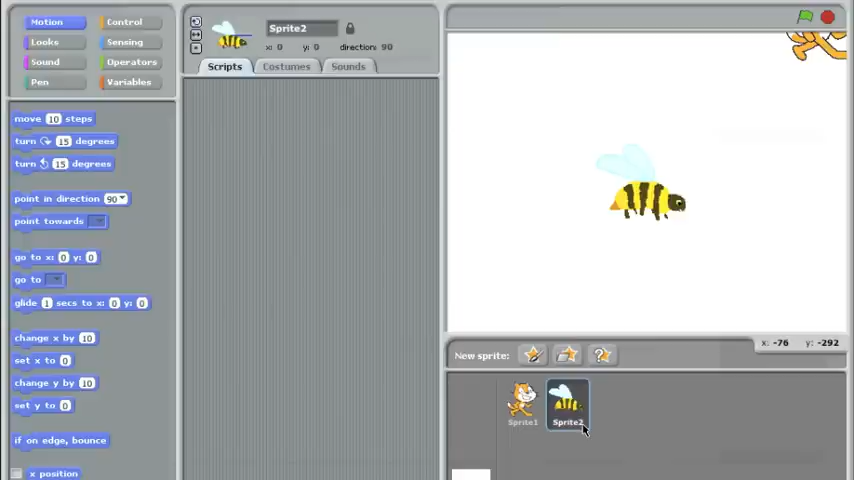 Motion
Control
Looks
Sensing
Sound
Operators
Pen
Variables
move 10 steps
turn 15 degrees
turn 15 degrees
point in direction 90
point towards
go to x: 0 y: 0
go to
glide 1 secs to x: 0 y: 0
change x by 10
set x to 0
change y by 10
set y to 0
if on edge, bounce
x position
Sprite2
x: 0 y: 0 direction: 90
Scripts
Costumes
Sounds
x: -76 y: -292
New sprite:
Sprite1
Sprite2